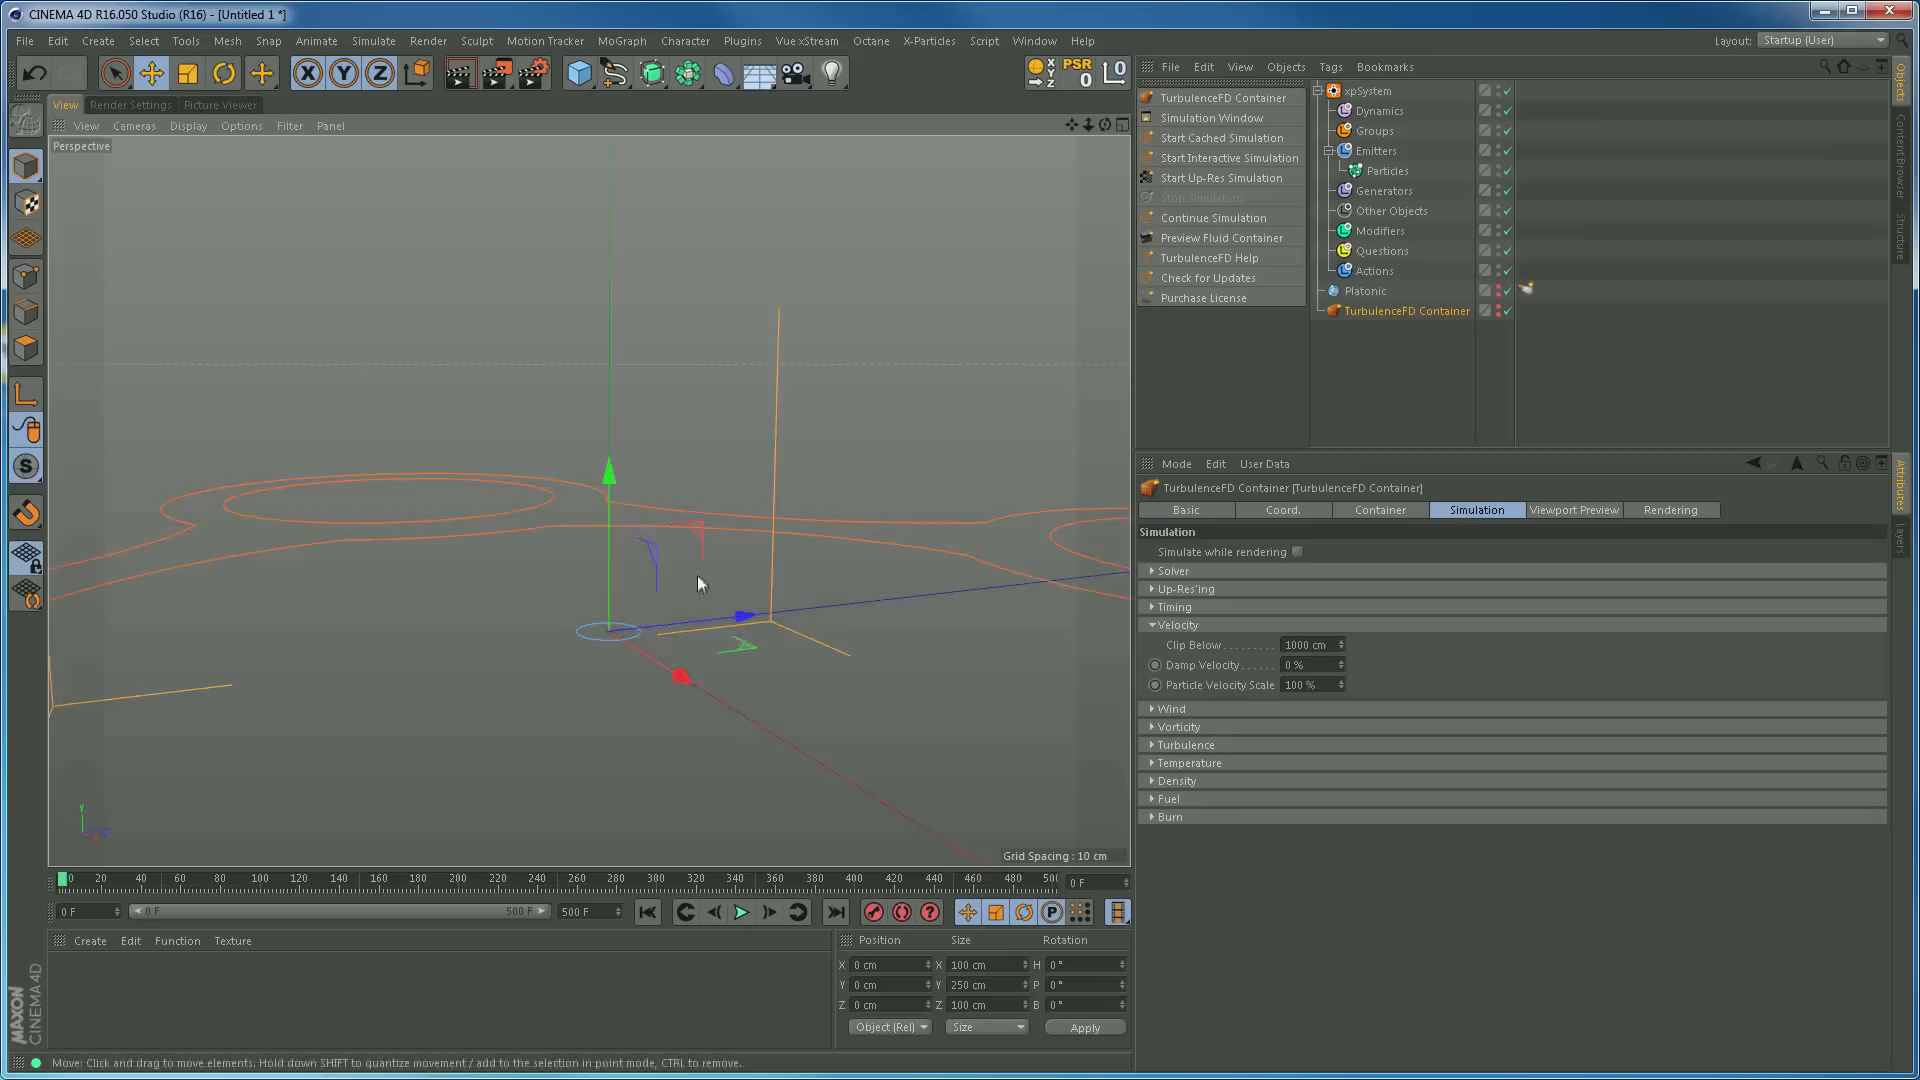 CINEMA 4D R16.050 Studio (R16) - [Untitled 1 *]
File Edit Create Select Tools Mesh Snap Animate Simulate Render Sculpt Motion Tracker MoGraph Character Plugins Vue xStream Octane X-Particles Script Window Help
Layout: Startup (User)
X Y Z
X Y Z PSR 0 0
File Edit View Objects Tags Bookmarks
View Render Settings Picture Viewer
View Cameras Display Options Filter Panel
Perspective
TurbulenceFD Container
Simulation Window
Start Cached Simulation
Start Interactive Simulation
Start Up-Res Simulation
Stop Simulation
Continue Simulation
Preview Fluid Container
TurbulenceFD Help
Check for Updates
Purchase License
xpSystem
Dynamics
Groups
Emitters
Particles
Generators
Other Objects
Modifiers
Questions
Actions
Platonic
TurbulenceFD Container
Objects
Content Browser
Structure
Mode Edit User Data
TurbulenceFD Container [TurbulenceFD Container]
Basic Coord. Container Simulation Viewport Preview Rendering
Simulation
Simulate while rendering
Solver
Up-Res'ing
Timing
Velocity
Clip Below 1000 cm
Damp Velocity 0 %
Particle Velocity Scale 100 %
Wind
Vorticity
Turbulence
Temperature
Density
Fuel
Burn
Attributes
Layers
Y
Grid Spacing : 10 cm
0 20 40 60 80 100 120 140 160 180 200 220 240 260 280 300 320 340 360 380 400 420 440 460 480 50 0 F
0 F 0 F 500 F 500 F
Create Edit Function Texture
Position Size Rotation
X 0 cm X 100 cm H 0 °
Y 0 cm Y 250 cm P 0 °
Z 0 cm Z 100 cm B 0 °
Object (Rel) Size Apply
MAXON
CINEMA 4D
Move: Click and drag to move elements. Hold down SHIFT to quantize movement / add to the selection in point mode, CTRL to remove.